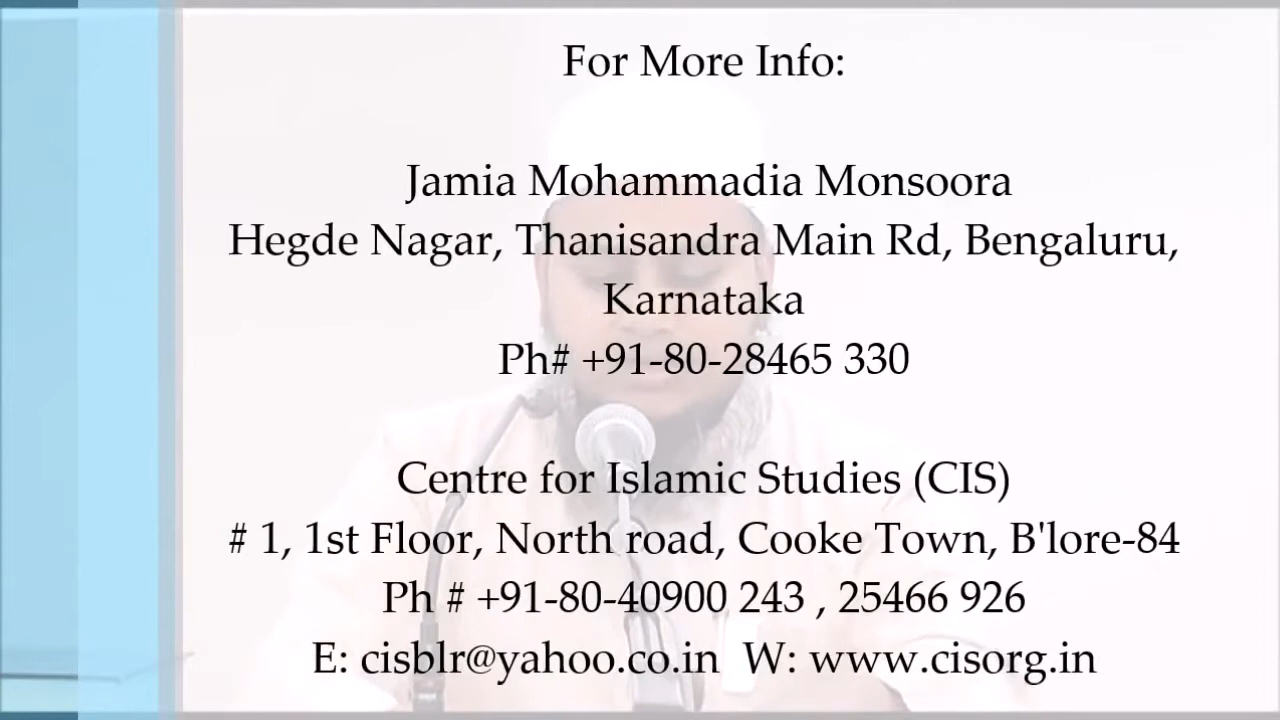 For More Info:
Jamia Mohammadia Monsoora
Hegde Nagar, Thanisandra Main Rd, Bengaluru,
Karnataka
Ph# +91-80-28465 330
Centre for Islamic Studies (CIS)
# 1, 1st Floor, North road, Cooke Town, B'lore-84
Ph # +91-80-40900 243 , 25466 926
E: cisblr@yahoo.co.in W: www.cisorg.in